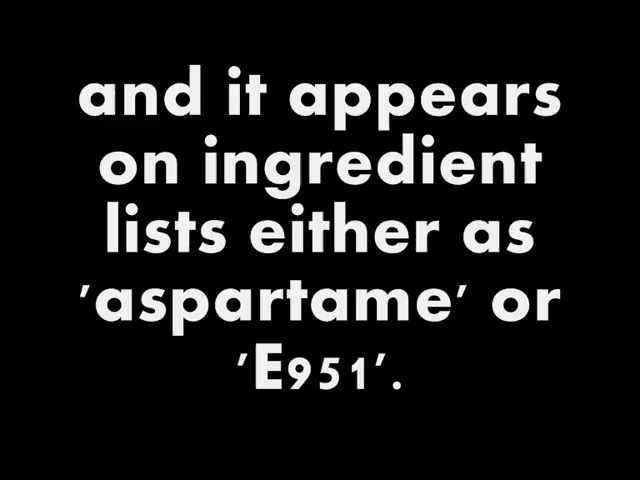 and it appears
on ingredient
lists either as
'aspartame' or
'E951'.